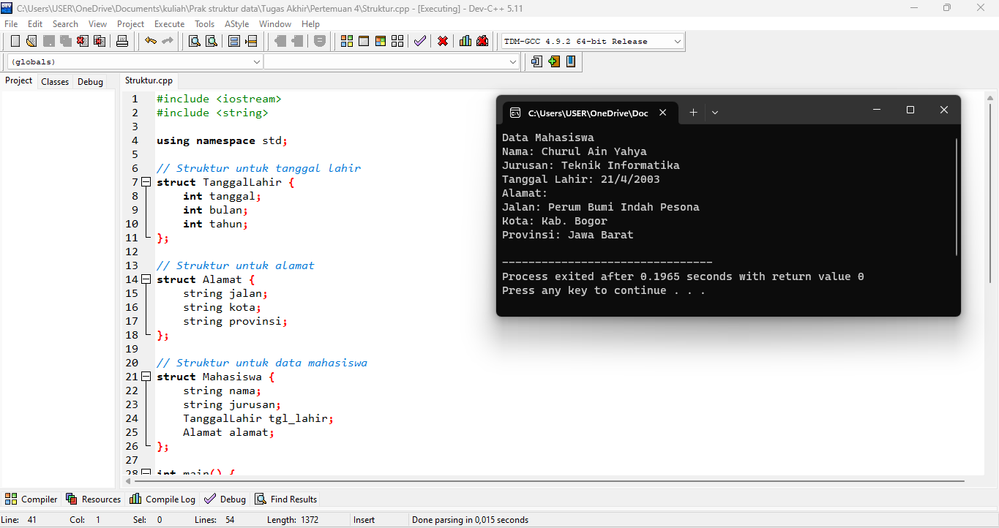 C:\Users\USER\OneDrive\Documents\kuliah\Prak struktur data\Tugas Akhir\Pertemuan 4\Struktur.cpp - [Executing] - Dev-C++ 5.11
File Edit Search View Project Execute Tools AStyle Window Help
TDM-GCC 4.9.2 64-bit Release
(globals)
Project Classes Debug
Struktur.cpp
1 #include <iostream>
2 #include <string>
3
4 using namespace std;
5
6 // Struktur untuk tanggal lahir
7 struct TanggalLahir {
8 int tanggal;
9 int bulan;
10 int tahun;
11 };
12
13 // Struktur untuk alamat
14 struct Alamat {
15 string jalan;
16 string kota;
17 string provinsi;
18 };
19
20 // Struktur untuk data mahasiswa
21 struct Mahasiswa {
22 string nama;
23 string jurusan;
24 TanggalLahir tgl_lahir;
25 Alamat alamat;
26 };
27
28 int main() {
C:\Users\USER\OneDrive\Doc
Data Mahasiswa
Nama: Churul Ain Yahya
Jurusan: Teknik Informatika
Tanggal Lahir: 21/4/2003
Alamat:
Jalan: Perum Bumi Indah Pesona
Kota: Kab. Bogor
Provinsi: Jawa Barat
--------------------------------
Process exited after 0.1965 seconds with return value 0
Press any key to continue . . .
Compiler Resources Compile Log Debug Find Results
Line: 41 Col: 1 Sel: 0 Lines: 54 Length: 1372 Insert Done parsing in 0,015 seconds